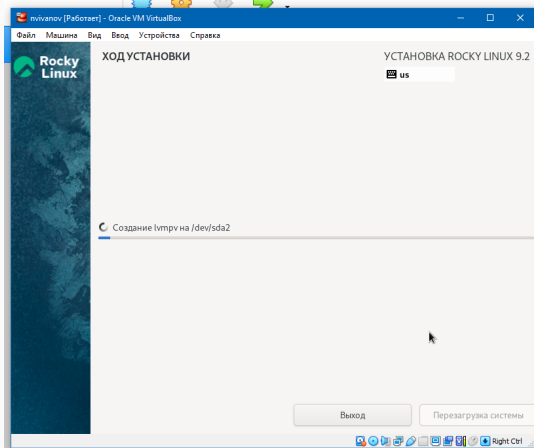 nvivanov [Работает] - Oracle VM VirtualBox
Файл Машина Вид Ввод Устройства Справка
Rocky Linux
ХОД УСТАНОВКИ
УСТАНОВКА ROCKY LINUX 9.2
us
Создание lvmpv на /dev/sda2
Выход
Перезагрузка системы
Right Ctrl